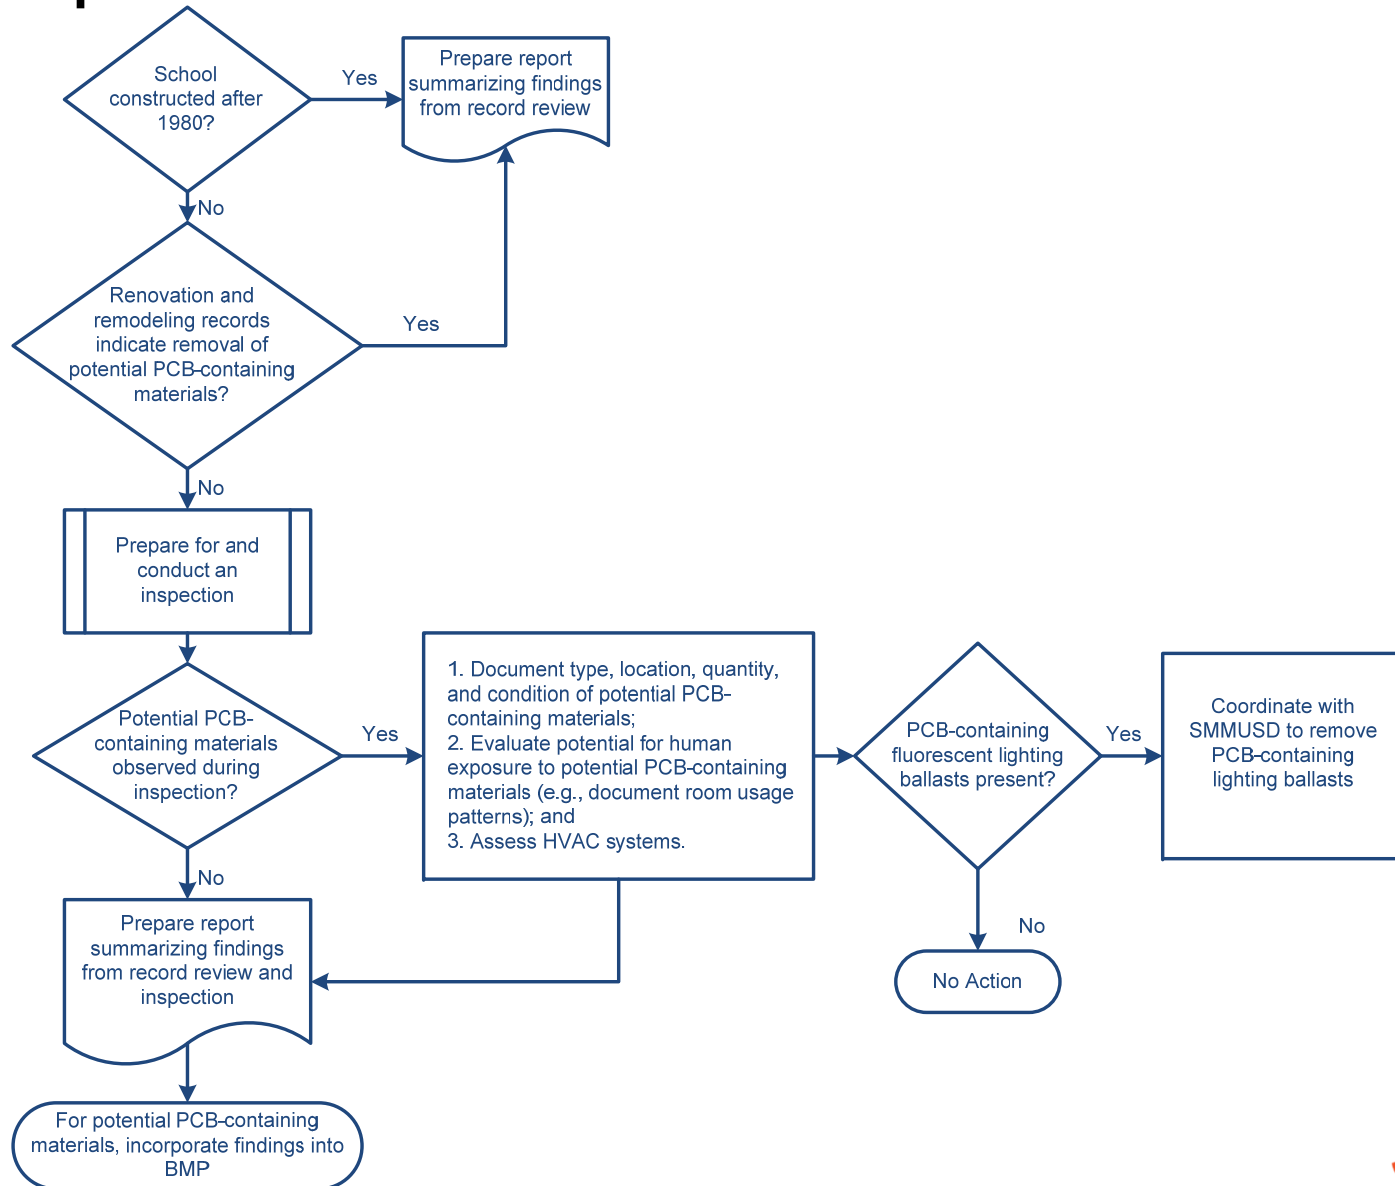 School
constructed after
1980?
Yes
Prepare report
summarizing findings
from record review
No
Renovation and
remodeling records
indicate removal of
potential PCB-containing
materials?
Yes
No
Prepare for and
conduct an
inspection
Potential PCB-
containing materials
observed during
inspection?
Yes
1. Document type, location, quantity,
and condition of potential PCB-
containing materials;
2. Evaluate potential for human
exposure to potential PCB-containing
materials (e.g., document room usage
patterns); and
3. Assess HVAC systems.
PCB-containing
fluorescent lighting
ballasts present?
Yes
Coordinate with
SMMUSD to remove
PCB-containing
lighting ballasts
No
No Action
No
Prepare report
summarizing findings
from record review and
inspection
For potential PCB-containing
materials, incorporate findings into
BMP